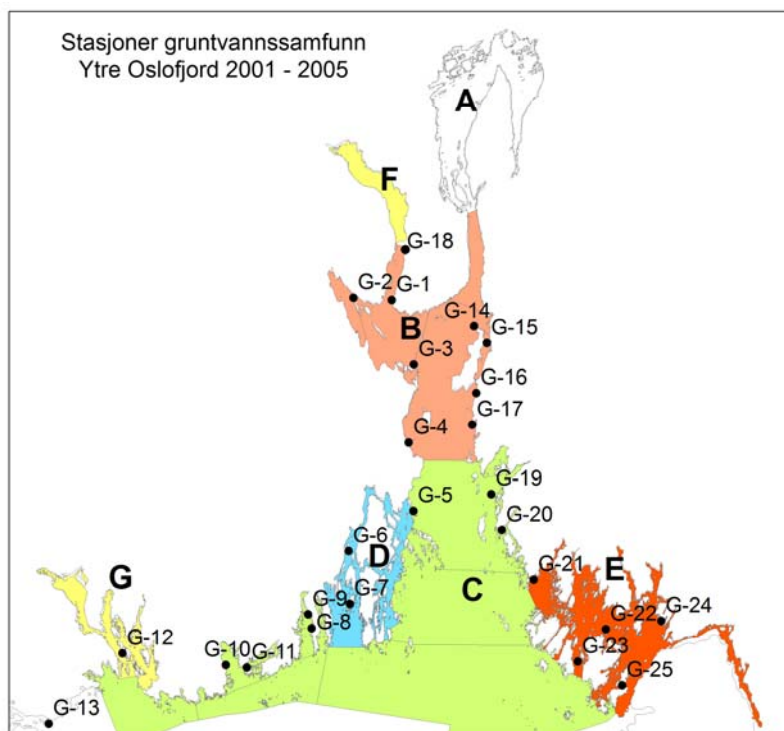 Stasjoner gruntvannssamfunn
Ytre Oslofjord 2001 - 2005
A
F
G-18
G-2
G-1
G-14
B
G-15
G-3
G-16
G-17
G-4
G-19
G-5
G-20
G-6
D
G-21
E
G
G-9
G-7
C
G-22
G-24
G-8
G-12
G-10
G-11
G-23
G-25
G-13